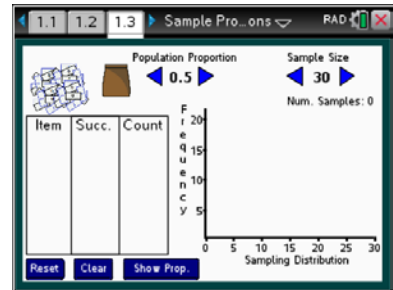 1.1 1.2 1.3 Sample Pro...ons RAD
Population Proportion
0.5
Sample Size
30
Num. Samples: 0
Item Succ. Count
Frequency
20
15
10
5
0 5 10 15 20 25 30
Sampling Distribution
Reset Clear Show Prop.